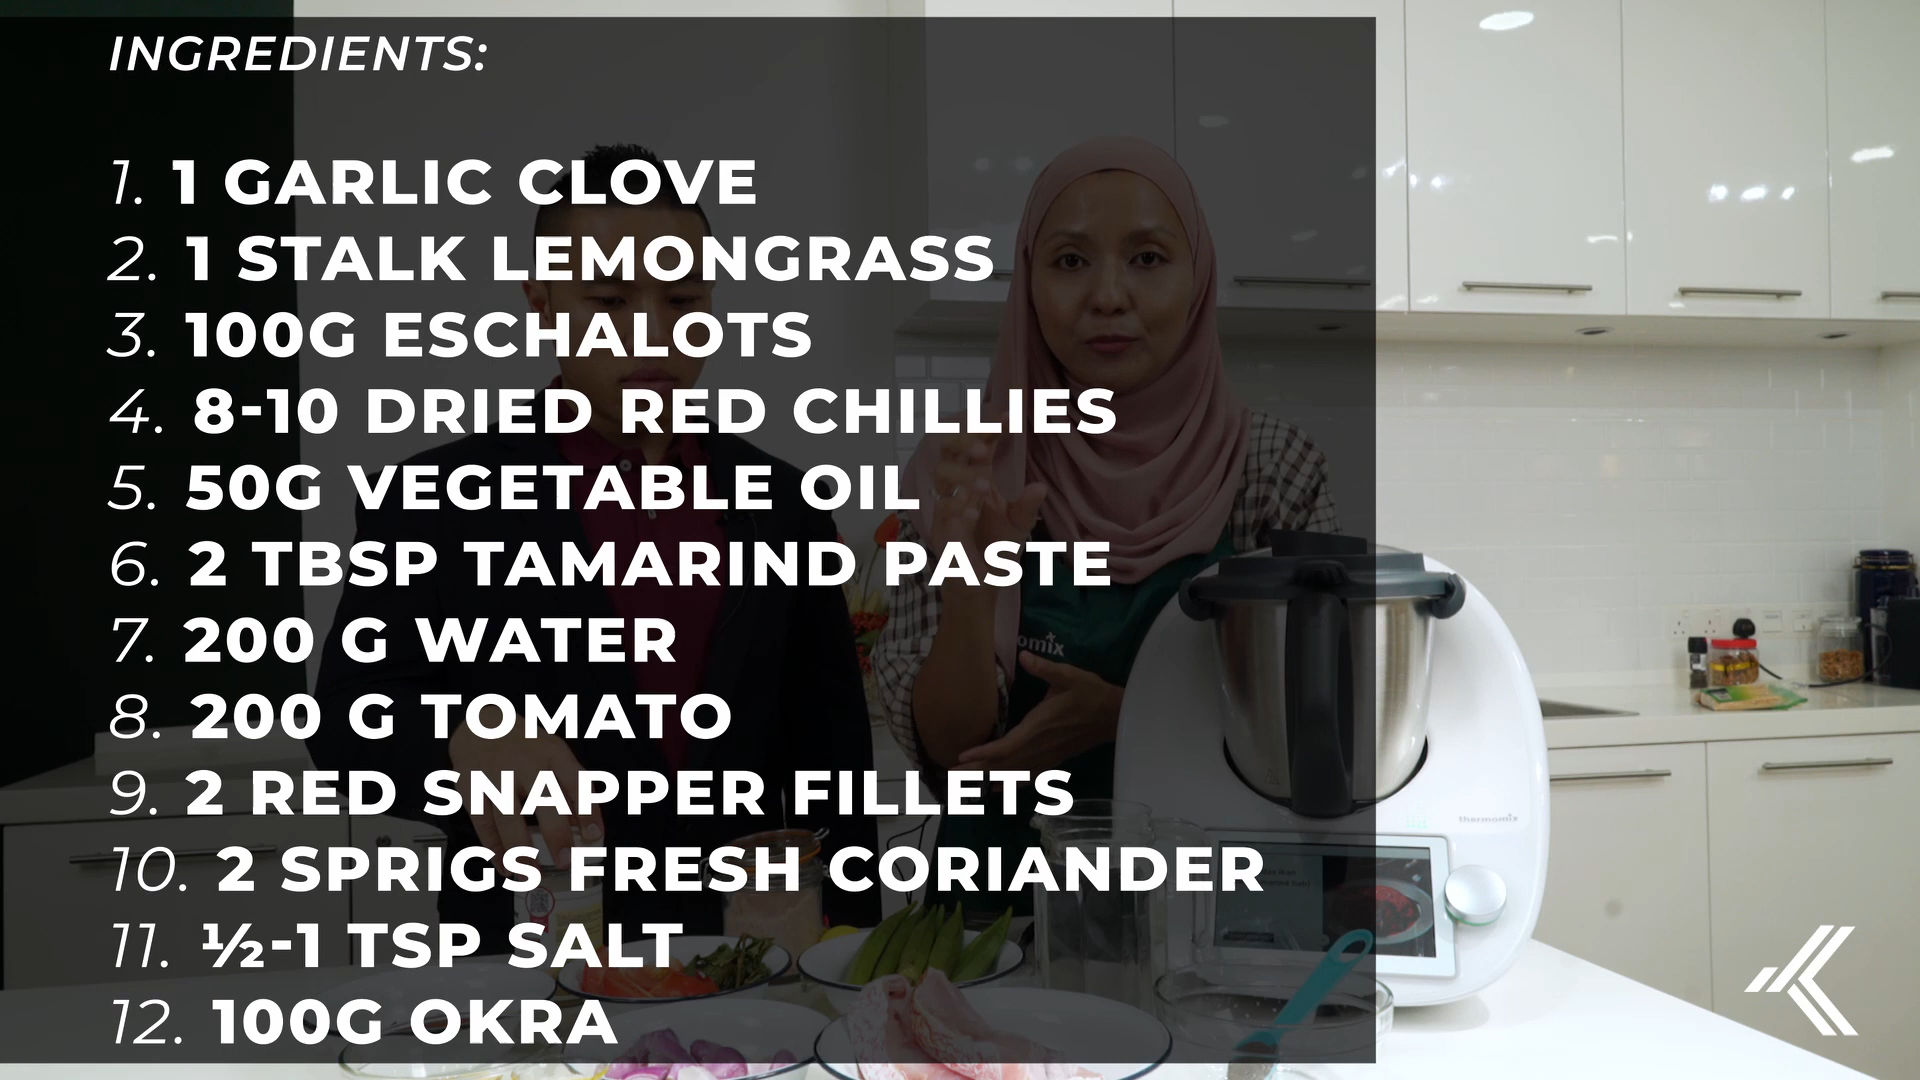 INGREDIENTS:
1. 1 GARLIC CLOVE
2. 1 STALK LEMONGRASS
3. 100G ESCHALOTS
4. 8-10 DRIED RED CHILLIES
5. 50G VEGETABLE OIL
6. 2 TBSP TAMARIND PASTE
7. 200 G WATER
8. 200 G TOMATO
9. 2 RED SNAPPER FILLETS
10. 2 SPRIGS FRESH CORIANDER
11. ½-1 TSP SALT
12. 100G OKRA
omix
thermomix